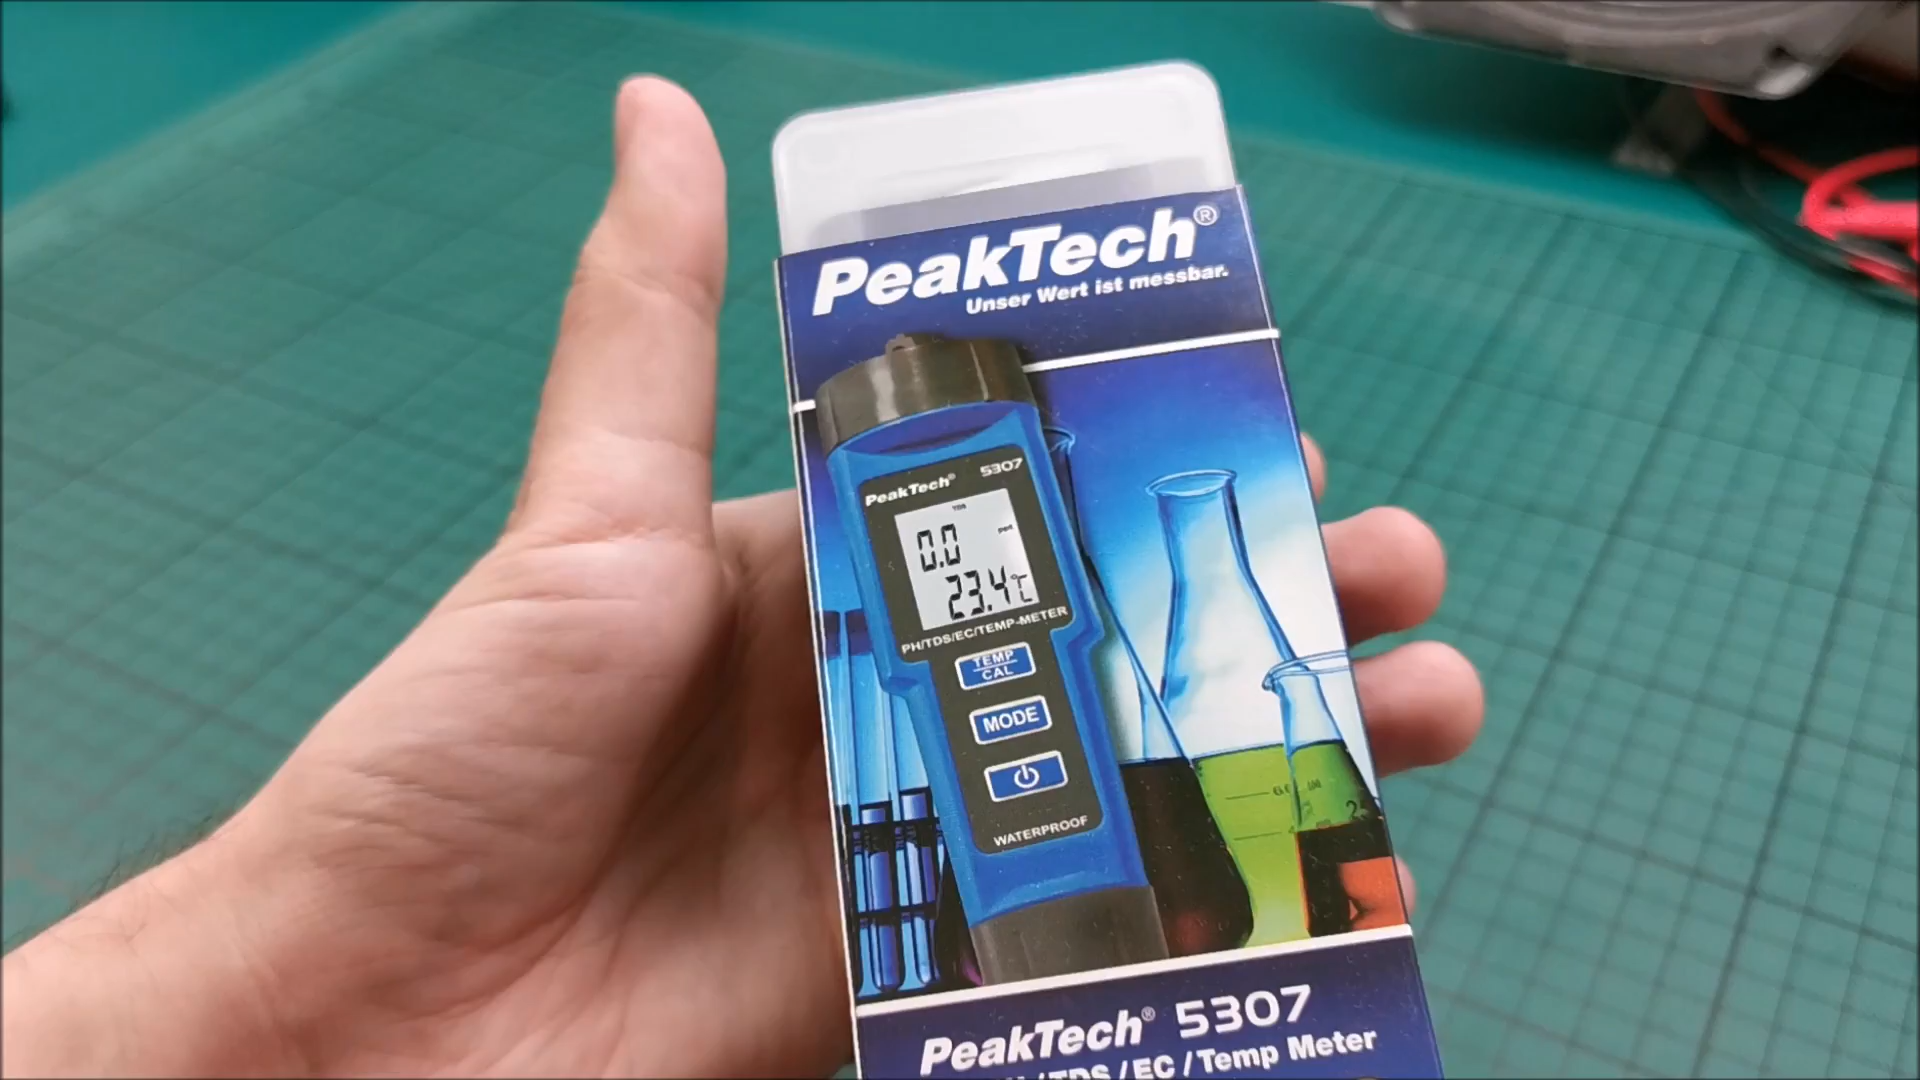 PeakTech®
Unser Wert ist messbar.
PeakTech® 5307
TDS
ppt
0.0
23.4°C
PH/TDS/EC/TEMP-METER
TEMP
CAL
MODE
WATERPROOF
PeakTech® 5307
/TDS/EC/Temp Meter